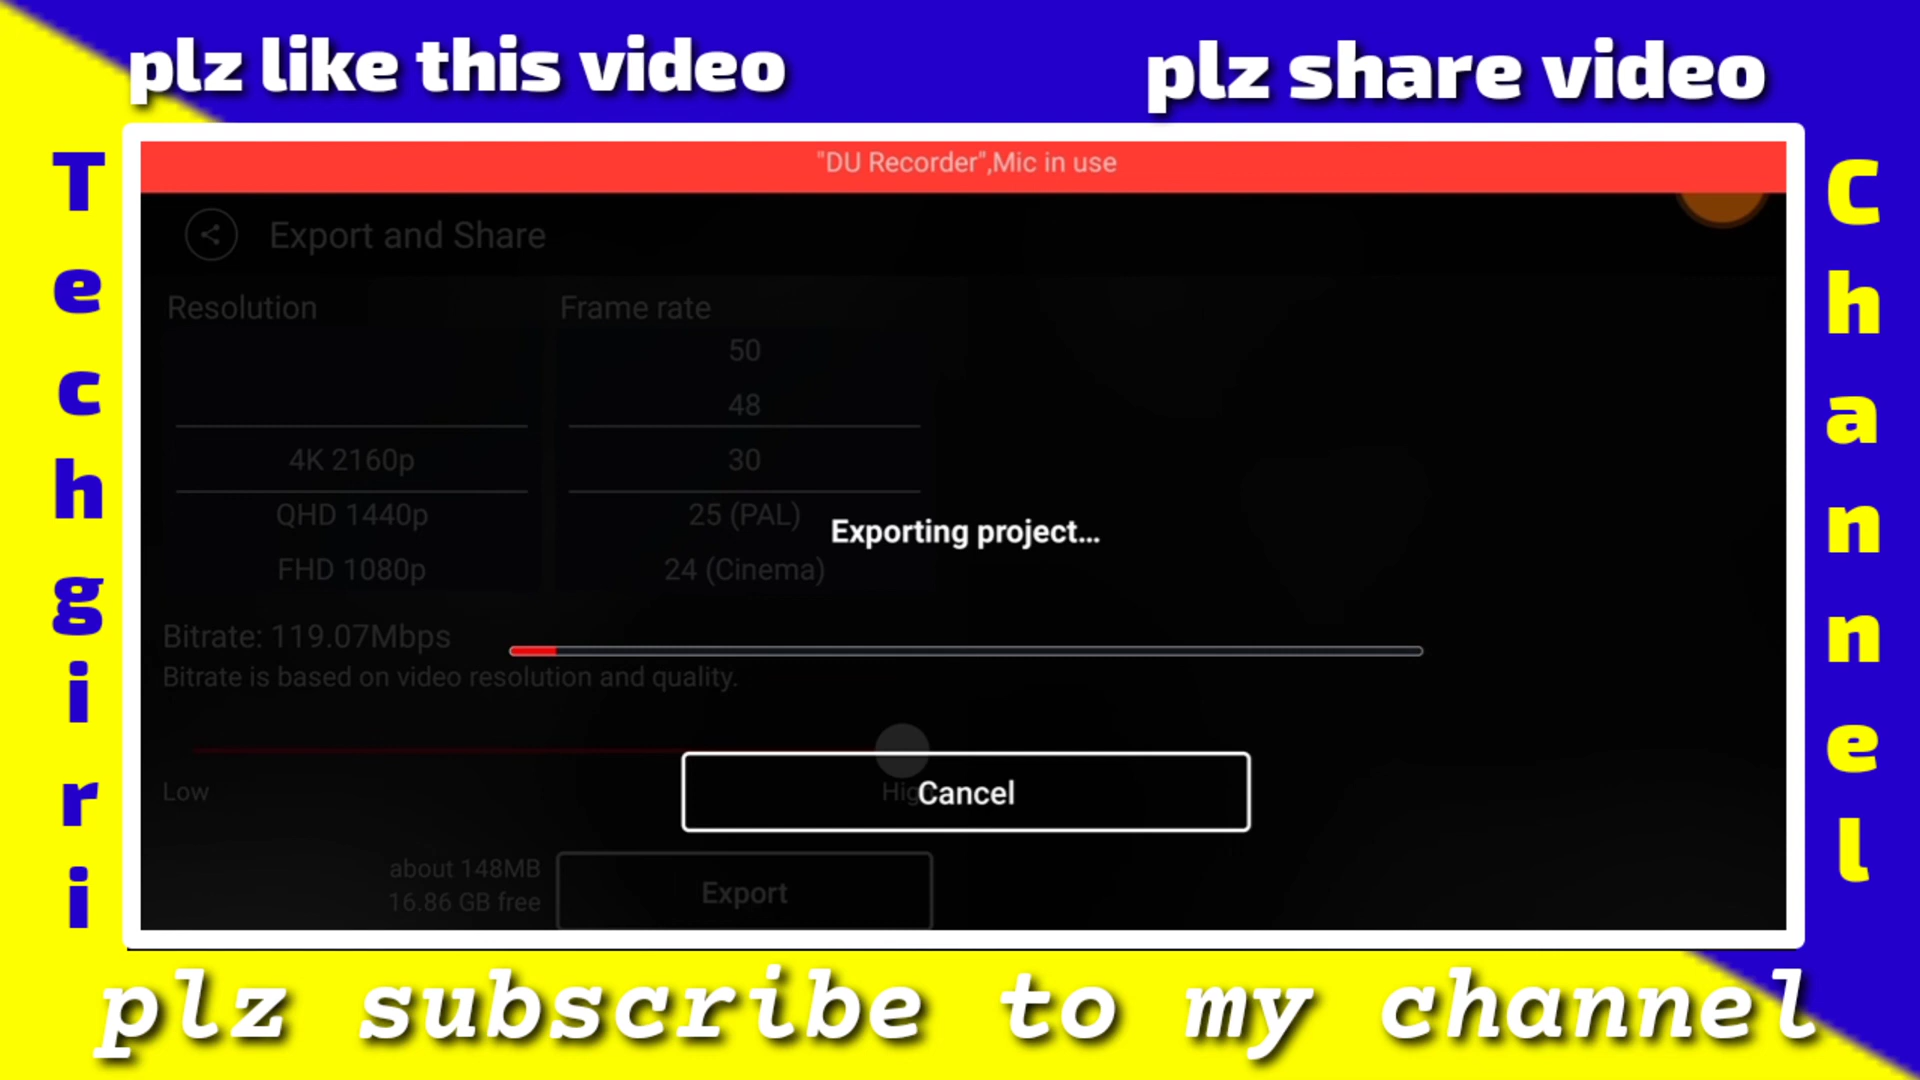 plz like this video
plz share video
Techgiri
Channel
"DU Recorder",Mic in use
Export and Share
Resolution
Frame rate
50
48
4K 2160p
30
QHD 1440p
25 (PAL)
FHD 1080p
24 (Cinema)
Exporting project...
Bitrate: 119.07Mbps
Bitrate is based on video resolution and quality.
Low
High
Cancel
about 148MB
16.86 GB free
Export
plz subscribe to my channel